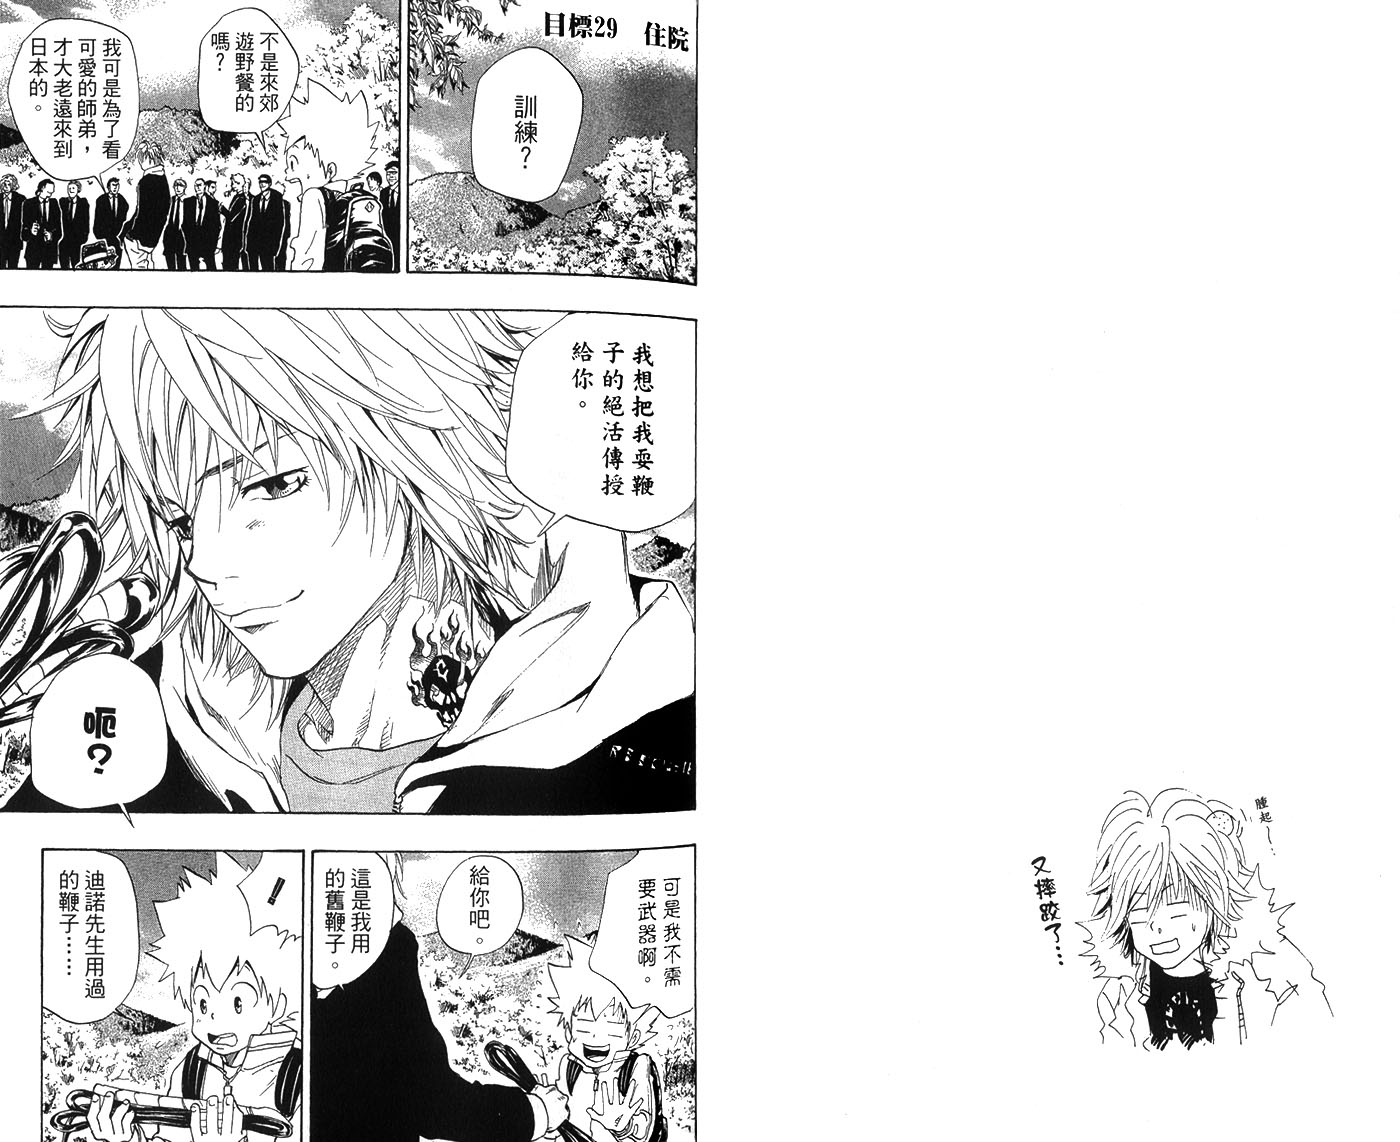 腫起～…
又摔跤了…
目標29 住院
訓練？
不是來郊
遊野餐的
嗎？
我可是為了看
可愛的師弟，
才大老遠來到
日本的。
我想把我耍鞭
子的絕活傳授
給你。
呃？
可是我不需
要武器啊。
給你吧。
這是我用
的舊鞭子。
！
迪諾先生用過
的鞭子……